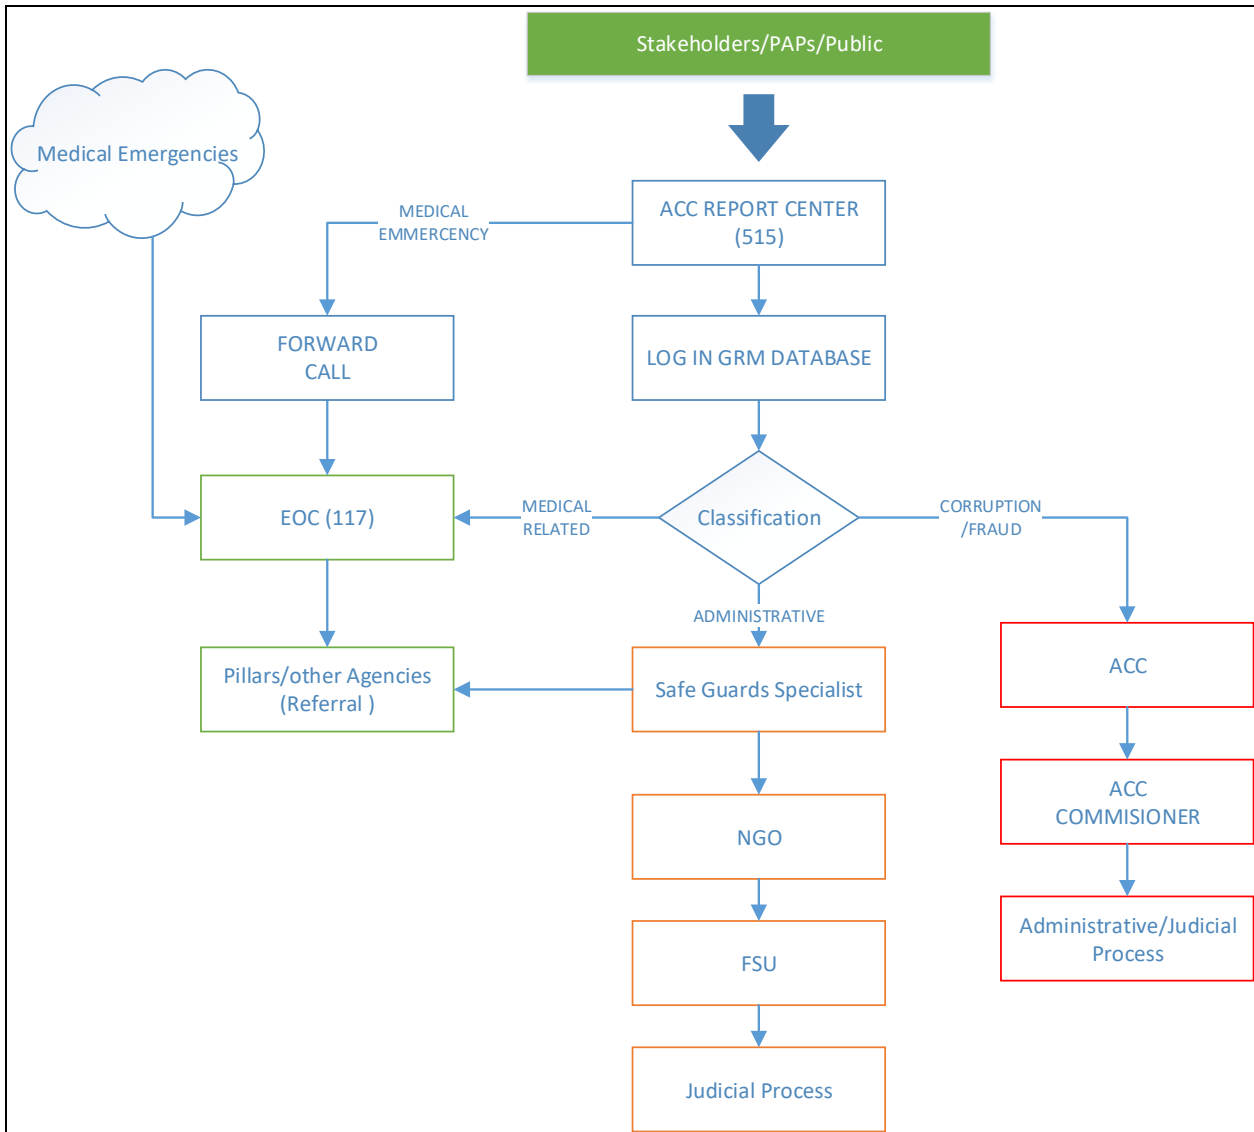 Stakeholders/PAPs/Public
Medical Emergencies
MEDICAL
EMMERCENCY
ACC REPORT CENTER
(515)
FORWARD
CALL
LOG IN GRM DATABASE
EOC (117)
MEDICAL
RELATED
Classification
CORRUPTION
/FRAUD
ADMINISTRATIVE
Pillars/other Agencies
(Referral )
Safe Guards Specialist
ACC
NGO
ACC
COMMISIONER
FSU
Administrative/Judicial
Process
Judicial Process